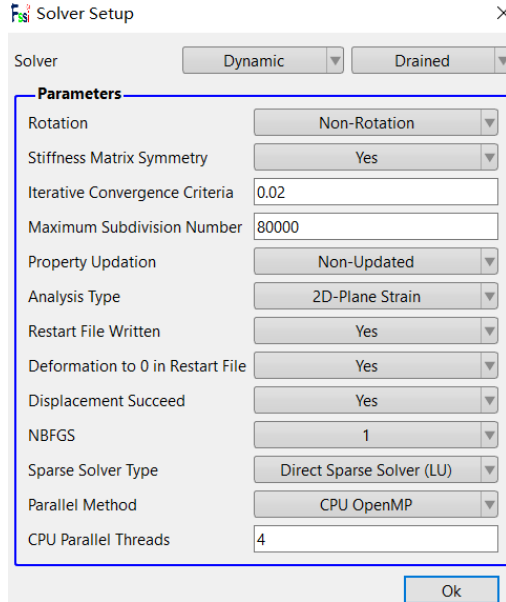 Fssi Solver Setup
Solver Dynamic Drained
Parameters
Rotation Non-Rotation
Stiffness Matrix Symmetry Yes
Iterative Convergence Criteria 0.02
Maximum Subdivision Number 80000
Property Updation Non-Updated
Analysis Type 2D-Plane Strain
Restart File Written Yes
Deformation to 0 in Restart File Yes
Displacement Succeed Yes
NBFGS 1
Sparse Solver Type Direct Sparse Solver (LU)
Parallel Method CPU OpenMP
CPU Parallel Threads 4
Ok